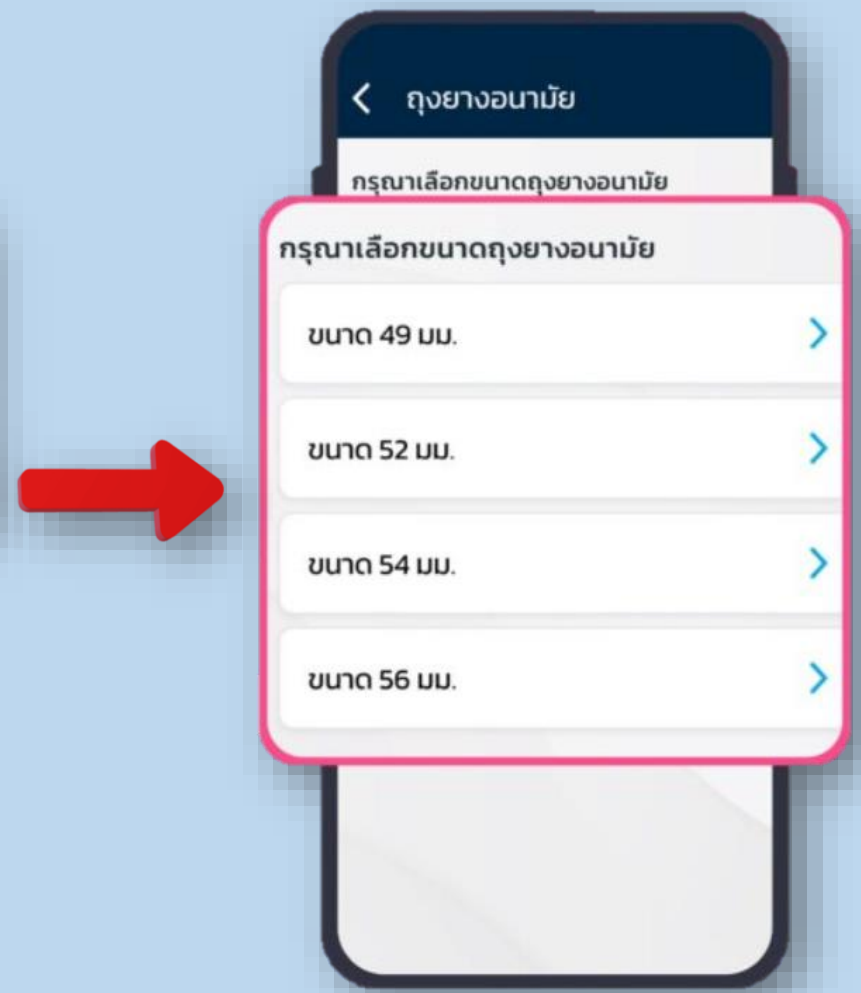 ถุงยางอนามัย
กรุณาเลือกขนาดถุงยางอนามัย
กรุณาเลือกขนาดถุงยางอนามัย
ขนาด 49 มม.
ขนาด 52 มม.
ขนาด 54 มม.
ขนาด 56 มม.